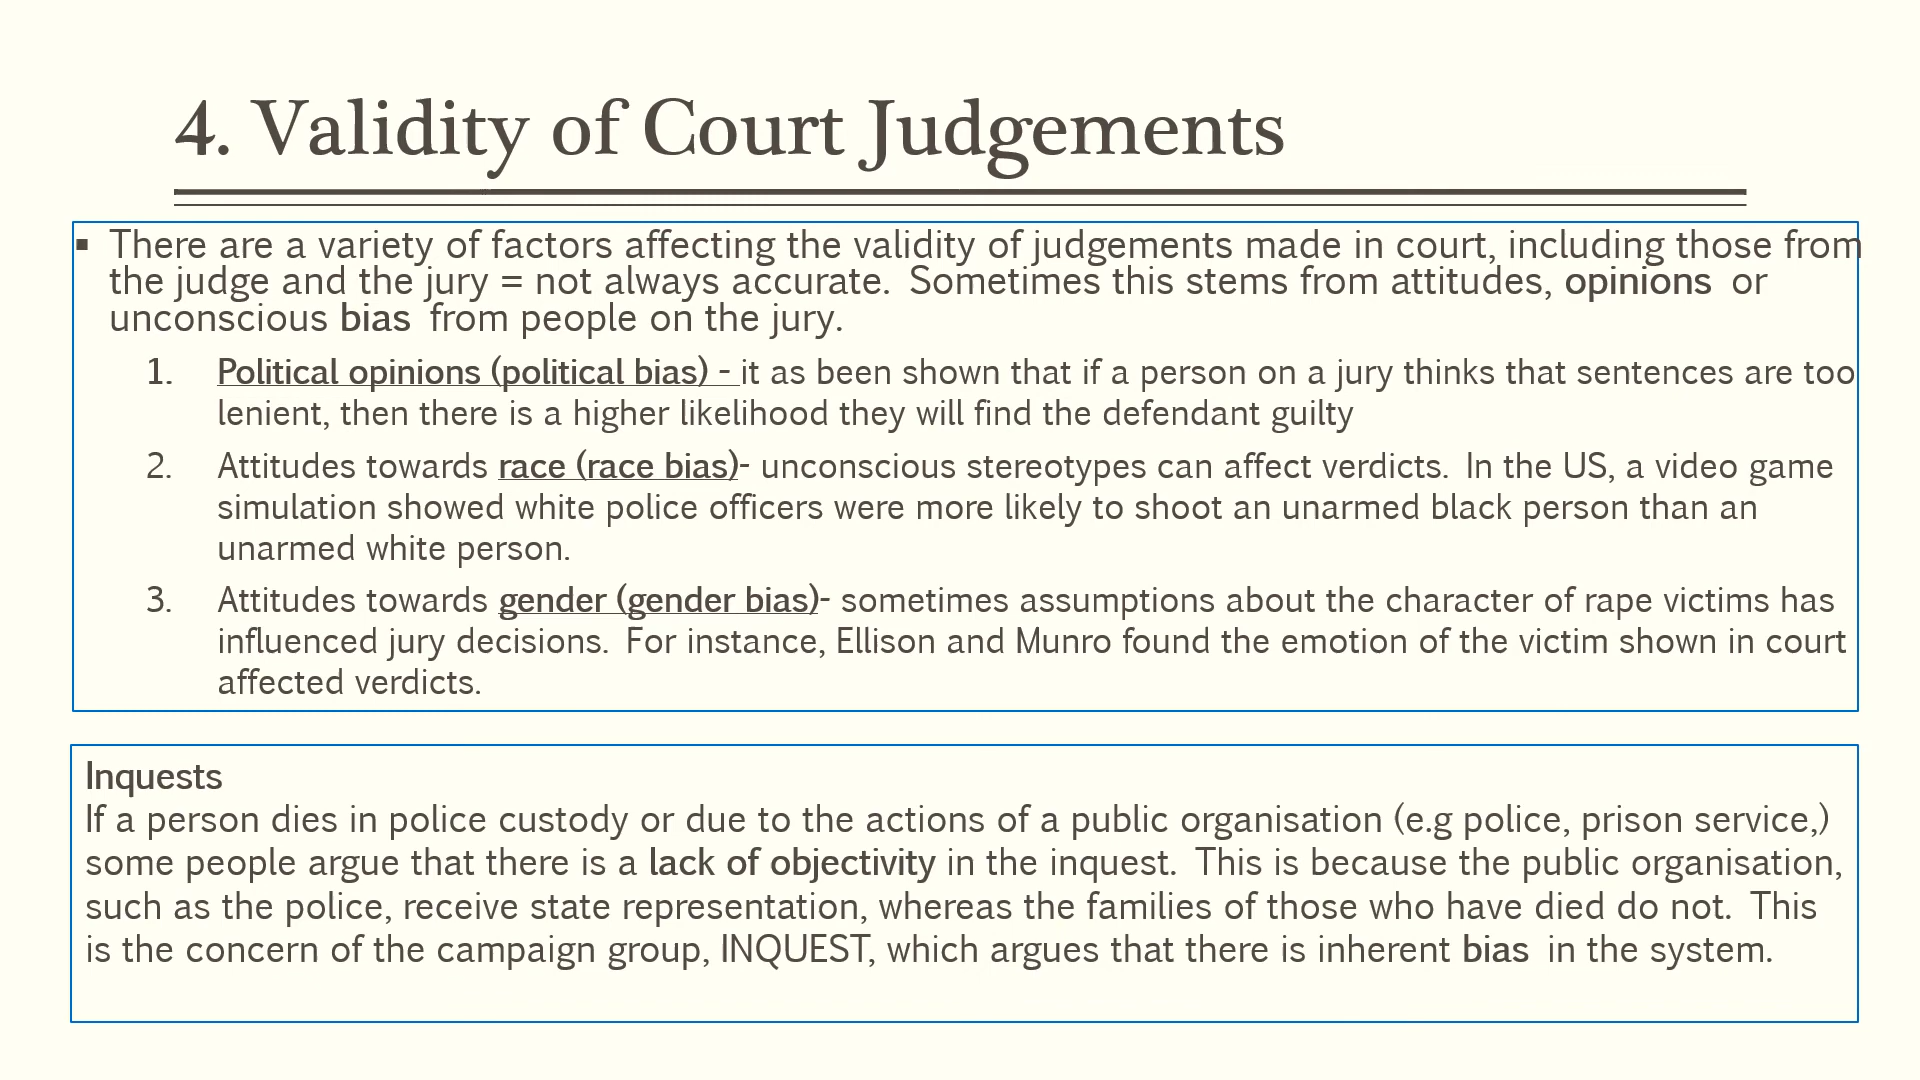 4. Validity of Court Judgements
▪ There are a variety of factors affecting the validity of judgements made in court, including those from
the judge and the jury = not always accurate. Sometimes this stems from attitudes, opinions or
unconscious bias from people on the jury.
1. Political opinions (political bias) - it as been shown that if a person on a jury thinks that sentences are too
lenient, then there is a higher likelihood they will find the defendant guilty
2. Attitudes towards race (race bias)- unconscious stereotypes can affect verdicts. In the US, a video game
simulation showed white police officers were more likely to shoot an unarmed black person than an
unarmed white person.
3. Attitudes towards gender (gender bias)- sometimes assumptions about the character of rape victims has
influenced jury decisions. For instance, Ellison and Munro found the emotion of the victim shown in court
affected verdicts.
Inquests
If a person dies in police custody or due to the actions of a public organisation (e.g police, prison service,)
some people argue that there is a lack of objectivity in the inquest. This is because the public organisation,
such as the police, receive state representation, whereas the families of those who have died do not. This
is the concern of the campaign group, INQUEST, which argues that there is inherent bias in the system.